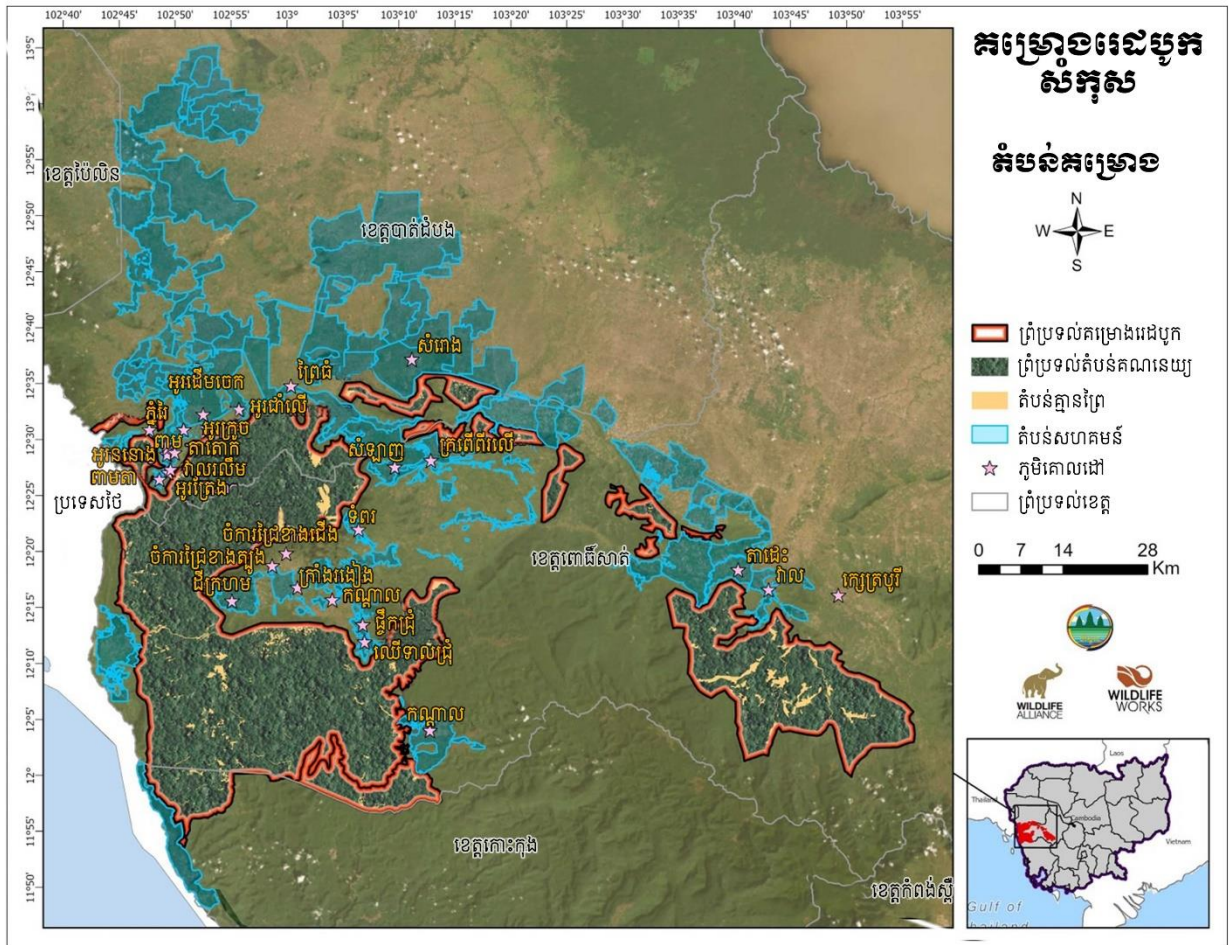 102°40' 102°45' 102°50' 102°55' 103° 103°5' 103°10' 103°15' 103°20' 103°25' 103°30' 103°35' 103°40' 103°45' 103°50' 103°55'
13°5'
13°
12°55'
12°50'
12°45'
12°40'
12°35'
12°30'
12°25'
12°20'
12°15'
12°10'
12°5'
12°
11°55'
11°50'
ខេត្តប៉ៃលិន
ខេត្តបាត់ដំបង
សំរោង
ព្រៃធំ
អូរដើមចេក
អូរដាំលើ
ភ្នំរ៉ៃ
អូរក្រូច
ពាម
តាតោក
អូរននោង
វាលរលឹម
ពាមតា
អូរត្រែង
ប្រទេសថៃ
សំឡាញ
ក្រពើពីរលើ
ទំពរ
ចំការជ្រៃខាងជើង
ចំការជ្រៃខាងត្បូង
ក្រាំងរងៀង
ដីក្រហម
កណ្តាល
ផ្ចឹកជ្រុំ
ឈើទាលជ្រុំ
កណ្តាល
ខេត្តពោធិ៍សាត់
តាដេះ
វាល
ក្សេត្របូរី
ខេត្តកោះកុង
ខេត្តកំពង់ស្ពឺ
គម្រោងរេដបូក
សំកុស
តំបន់គម្រោង
N
W E
S
ព្រំប្រទល់គម្រោងរេដបូក
ព្រំប្រទល់តំបន់គណនេយ្យ
តំបន់គ្មានព្រៃ
តំបន់សហគមន៍
ភូមិគោលដៅ
ព្រំប្រទល់ខេត្ត
0 7 14 28
Km
WILDLIFE
ALLIANCE
WILDLIFE
WORKS
Laos
Thailand
Cambodia
Vietnam
Gulf of
hailand